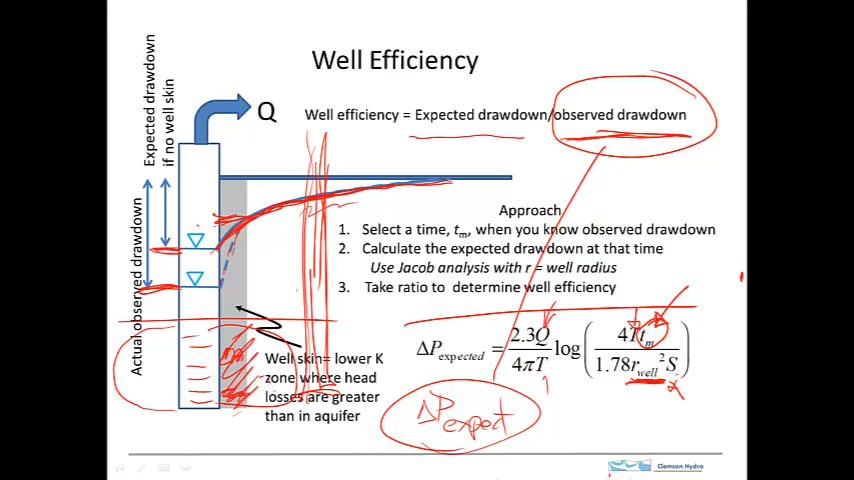 Well Efficiency
Expected drawdown
if no well skin
Q
Well efficiency = Expected drawdown/observed drawdown
Actual observed drawdown
Approach
1. Select a time, tm, when you know observed drawdown
2. Calculate the expected drawdown at that time
Use Jacob analysis with r = well radius
3. Take ratio to determine well efficiency
ΔPexpected = 2.3Q/4πT log(4Ttm/1.78rwell²S)
Well skin= lower K
zone where head
losses are greater
than in aquifer
ΔPexpect
Clemson Hydro